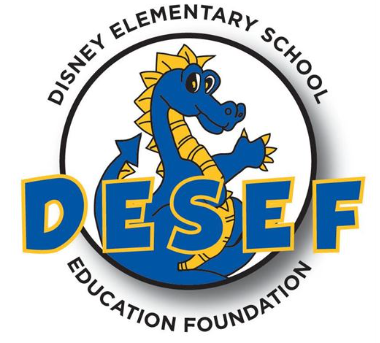 DISNEY ELEMENTARY SCHOOL
DESEF
EDUCATION FOUNDATION